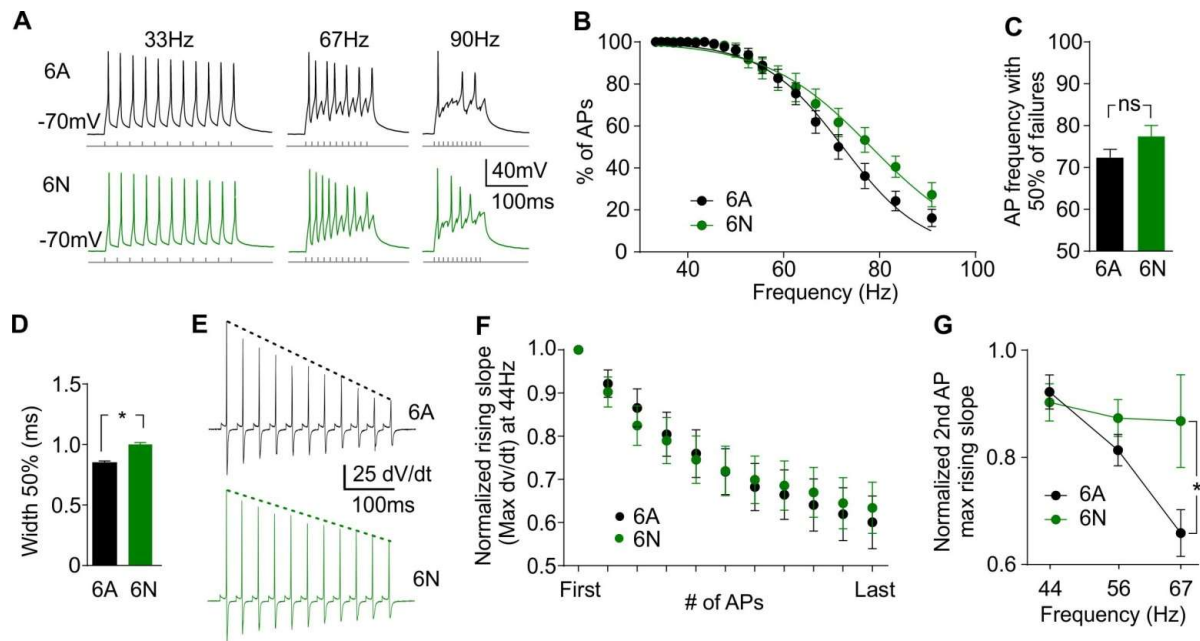 A
33Hz
67Hz
90Hz
6A
-70mV
6N
-70mV
40mV
100ms
B
% of APs
100
80
60
40
20
0
6A
6N
40
60
80
100
Frequency (Hz)
C
AP frequency with
50% of failures
100
90
80
70
60
50
ns
6A
6N
D
Width 50% (ms)
1.5
1.0
0.5
0
*
6A
6N
E
6A
25 dV/dt
100ms
6N
F
Normalized rising slope
(Max dv/dt) at 44Hz
1.0
0.9
0.8
0.7
0.6
0.5
6A
6N
First
# of APs
Last
G
Normalized 2nd AP
max rising slope
1.0
0.8
0.6
6A
6N
*
44
56
67
Frequency (Hz)